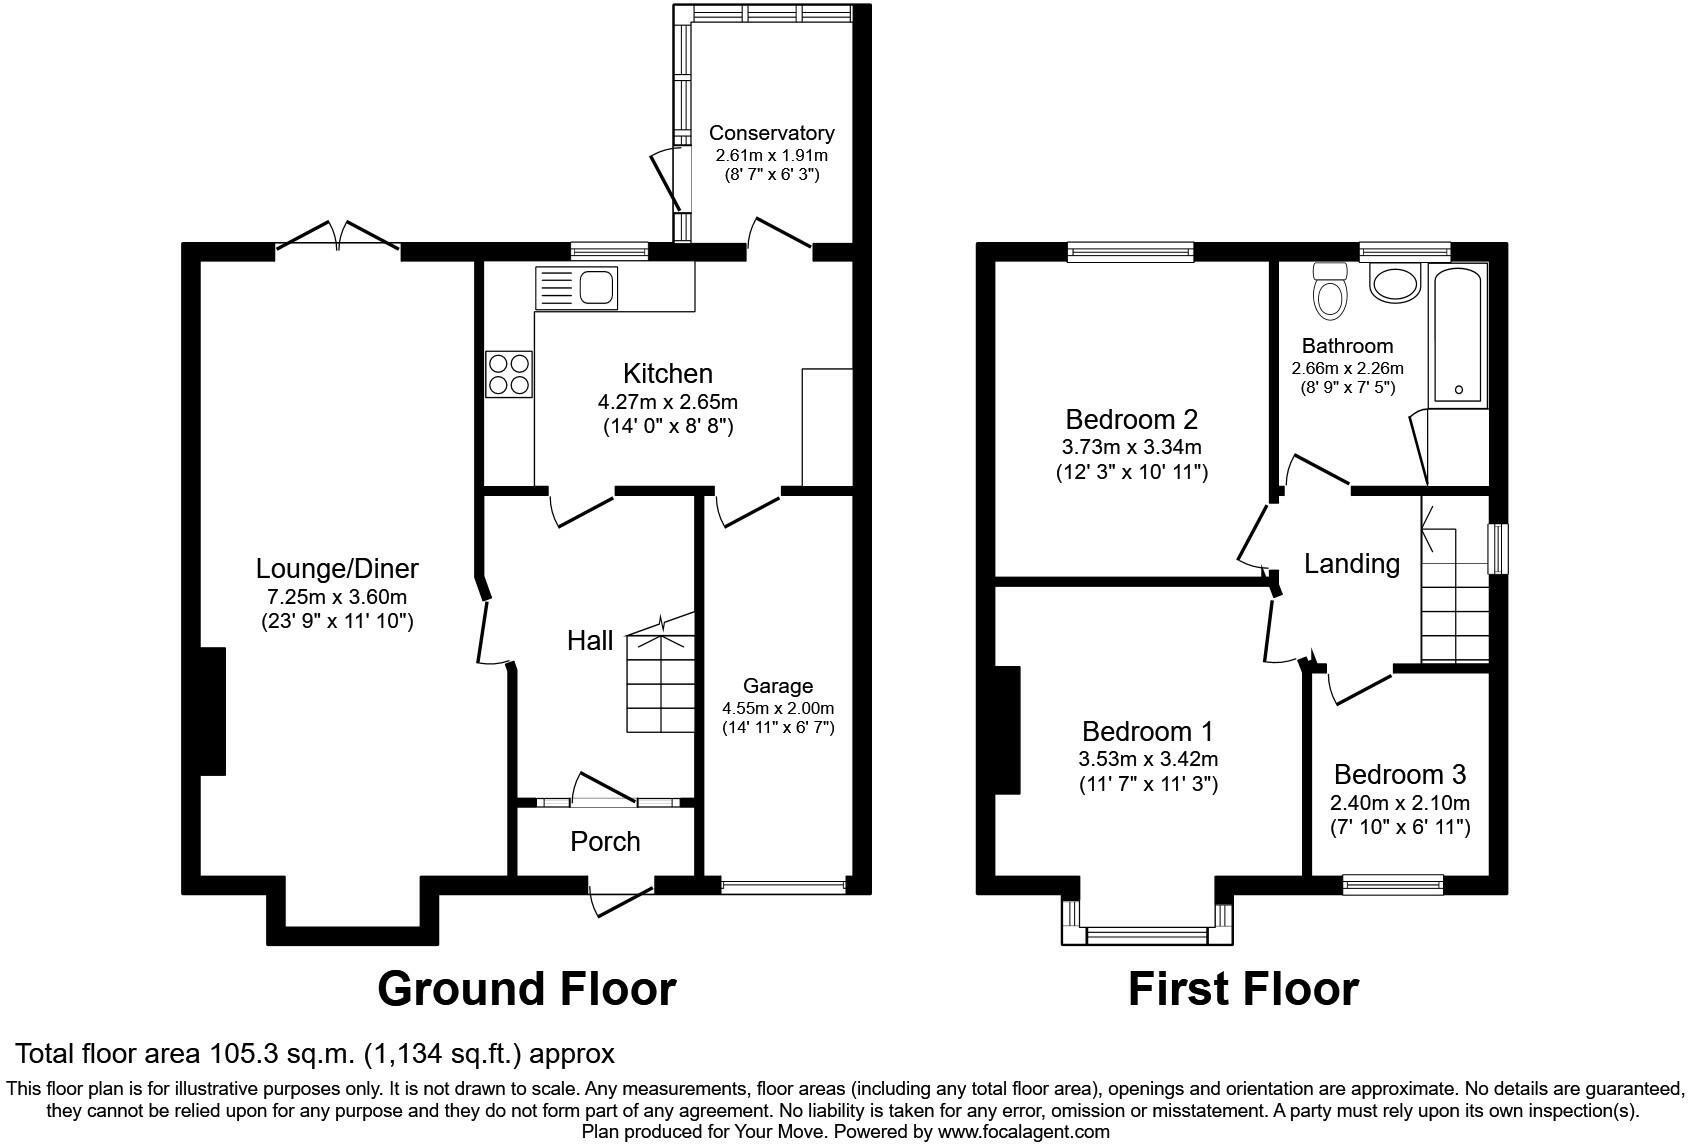 Conservatory
2.61m x 1.91m
(8' 7" x 6' 3")
Kitchen
4.27m x 2.65m
(14' 0" x 8' 8")
Lounge/Diner
7.25m x 3.60m
(23' 9" x 11' 10")
Hall
Garage
4.55m x 2.00m
(14' 11" x 6' 7")
Porch
Ground Floor
Bathroom
2.66m x 2.26m
(8' 9" x 7' 5")
Bedroom 2
3.73m x 3.34m
(12' 3" x 10' 11")
Landing
Bedroom 1
3.53m x 3.42m
(11' 7" x 11' 3")
Bedroom 3
2.40m x 2.10m
(7' 10" x 6' 11")
First Floor
Total floor area 105.3 sq.m. (1,134 sq.ft.) approx
This floor plan is for illustrative purposes only. It is not drawn to scale. Any measurements, floor areas (including any total floor area), openings and orientation are approximate. No details are guaranteed,
they cannot be relied upon for any purpose and they do not form part of any agreement. No liability is taken for any error, omission or misstatement. A party must rely upon its own inspection(s).
Plan produced for Your Move. Powered by www.focalagent.com